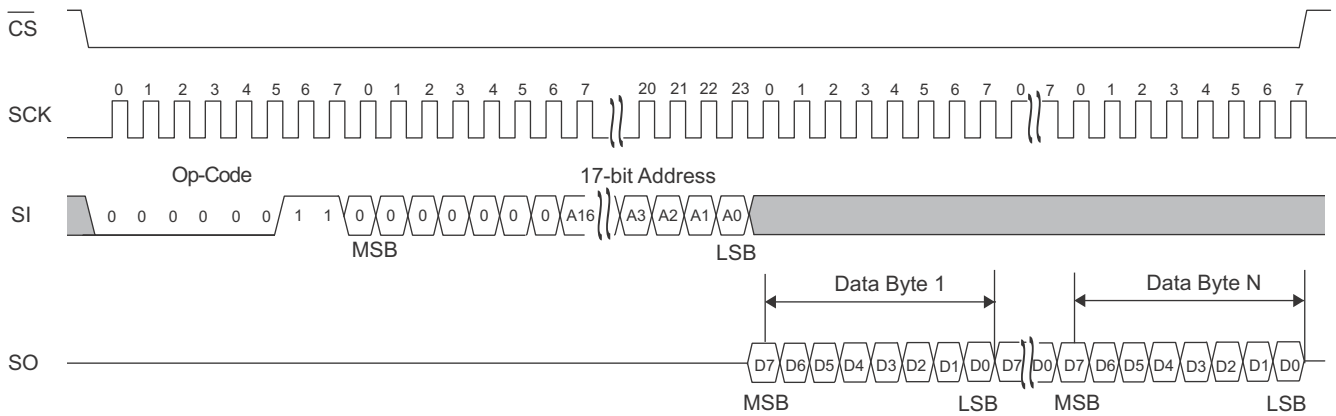 CS
0 1 2 3 4 5 6 7 0 1 2 3 4 5 6 7 20 21 22 23 0 1 2 3 4 5 6 7 0 7 0 1 2 3 4 5 6 7
SCK
Op-Code 17-bit Address
SI 0 0 0 0 0 0 1 1 0 0 0 0 0 0 0 A16 A3 A2 A1 A0
MSB LSB
Data Byte 1 Data Byte N
SO D7 D6 D5 D4 D3 D2 D1 D0 D7 D0 D7 D6 D5 D4 D3 D2 D1 D0
MSB LSB MSB LSB